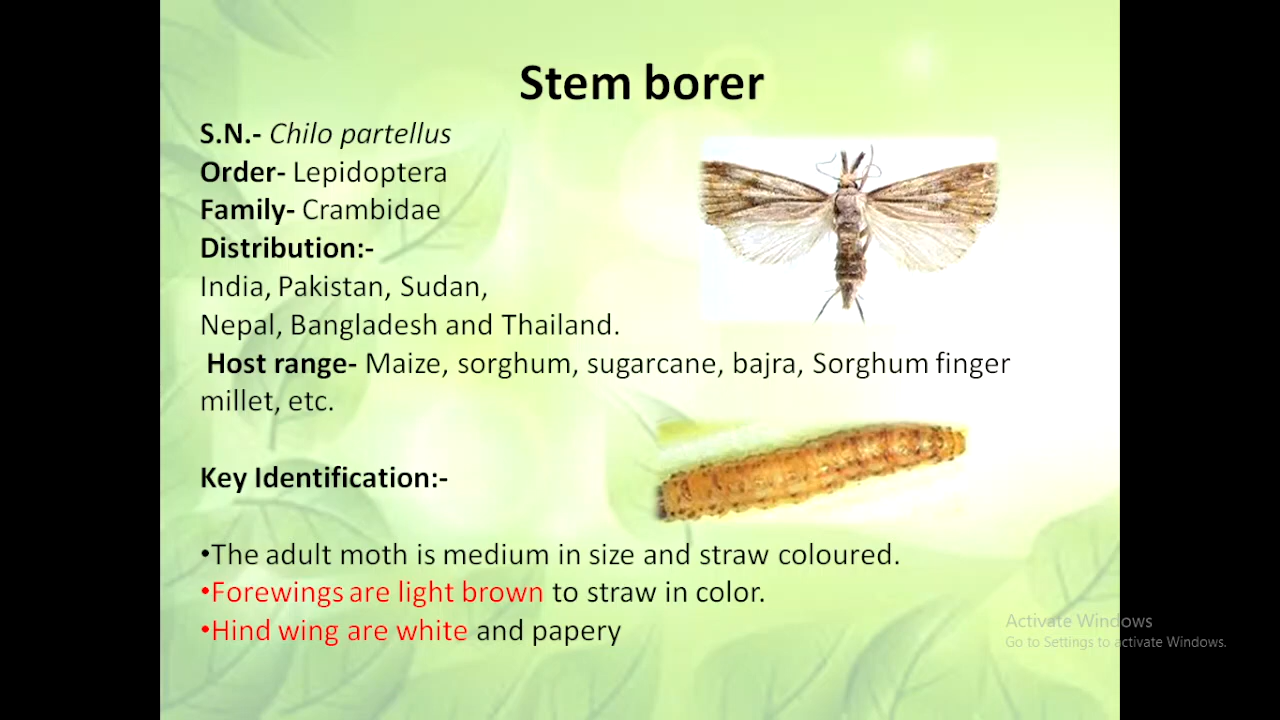 Stem borer
S.N.- Chilo partellus
Order- Lepidoptera
Family- Crambidae
Distribution:-
India, Pakistan, Sudan,
Nepal, Bangladesh and Thailand.
Host range- Maize, sorghum, sugarcane, bajra, Sorghum finger
millet, etc.
Key Identification:-
•The adult moth is medium in size and straw coloured.
•Forewings are light brown to straw in color.
•Hind wing are white and papery
Activate Windows
Go to Settings to activate Windows.